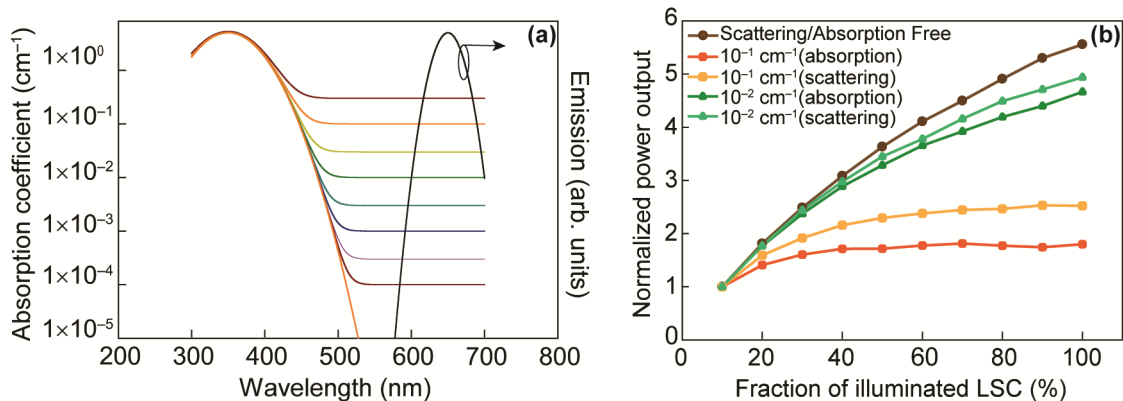 (a)
Absorption coefficient (cm⁻¹)
1×10⁰
1×10⁻¹
1×10⁻²
1×10⁻³
1×10⁻⁴
1×10⁻⁵
200 300 400 500 600 700 800
Wavelength (nm)
Emission (arb. units)
(b)
Normalized power output
6
5
4
3
2
1
0
Scattering/Absorption Free
10⁻¹ cm⁻¹(absorption)
10⁻¹ cm⁻¹(scattering)
10⁻² cm⁻¹(absorption)
10⁻² cm⁻¹(scattering)
0 20 40 60 80 100
Fraction of illuminated LSC (%)